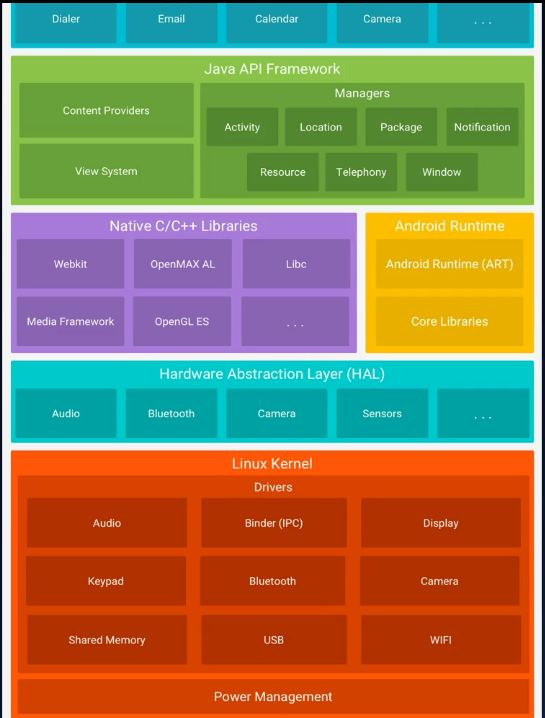 Dialer Email Calendar Camera ...
Java API Framework
Content Providers
View System
Managers
Activity Location Package Notification
Resource Telephony Window
Native C/C++ Libraries
Webkit OpenMAX AL Libc
Media Framework OpenGL ES ...
Android Runtime
Android Runtime (ART)
Core Libraries
Hardware Abstraction Layer (HAL)
Audio Bluetooth Camera Sensors ...
Linux Kernel
Drivers
Audio Binder (IPC) Display
Keypad Bluetooth Camera
Shared Memory USB WIFI
Power Management